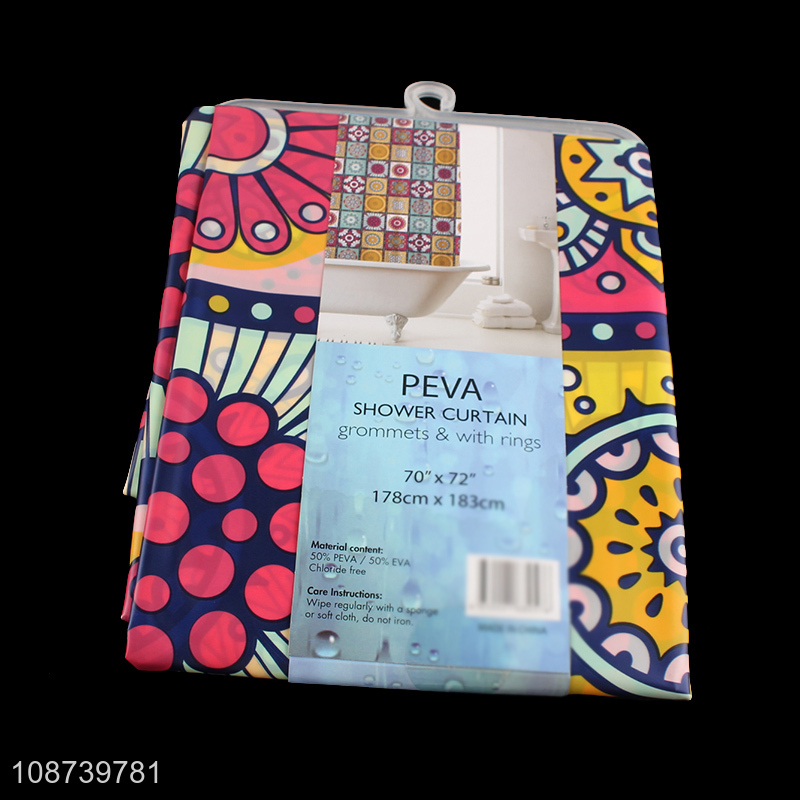 PEVA
SHOWER CURTAIN
grommets & with rings
70" x 72"
178cm x 183cm
Material content:
50% PEVA / 50% EVA
Chloride free
Care Instructions:
Wipe regularly with a sponge
or soft cloth, do not iron.
MADE IN CHINA
108739781